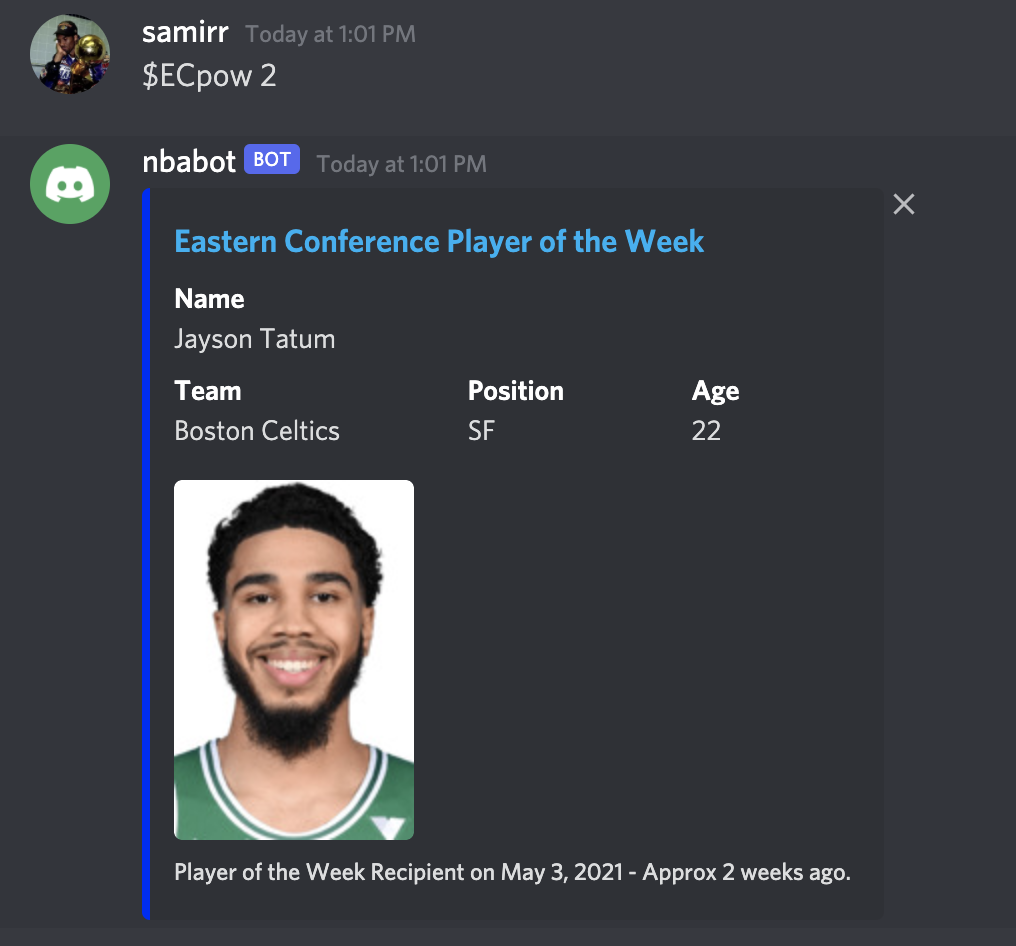 samirr Today at 1:01 PM
$ECpow 2
nbabot BOT Today at 1:01 PM
Eastern Conference Player of the Week
Name
Jayson Tatum
Team Position Age
Boston Celtics SF 22
Player of the Week Recipient on May 3, 2021 - Approx 2 weeks ago.